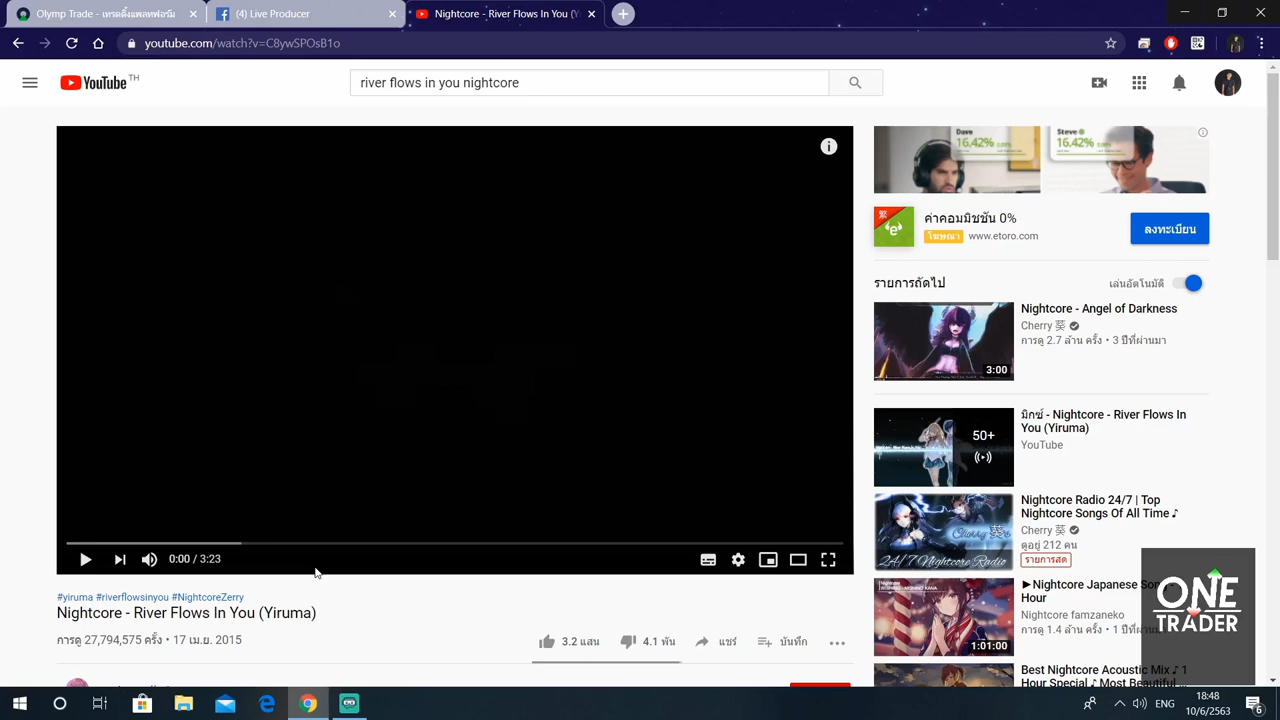 Olymp Trade - เทรดดิ้งแพลตฟอร์ม
(4) Live Producer
Nightcore - River Flows In You (Y
youtube.com/watch?v=C8ywSPOsB1o
YouTube TH
river flows in you nightcore
Dave
16.42%
Steve
16.42%
ค่าคอมมิชชัน 0%
โฆษณา www.etoro.com
ลงทะเบียน
รายการถัดไป
เล่นอัตโนมัติ
Nightcore - Angel of Darkness
Cherry 葵
การดู 2.7 ล้าน ครั้ง • 3 ปีที่ผ่านมา
3:00
มิกซ์ - Nightcore - River Flows In
You (Yiruma)
YouTube
50+
Nightcore Radio 24/7 | Top
Nightcore Songs Of All Time ♪
Cherry 葵
ดูอยู่ 212 คน
รายการสด
Cherry 葵
24/7 Nightcore Radio
►Nightcore Japanese
Hour
Nightcore famzaneko
การดู 1.4 ล้าน ครั้ง
1:01:00
Best Nightcore Acoustic Mix ♪ 1
Hour Special ♪ Most Beautiful
0:00 / 3:23
#yiruma #riverflowsinyou #NightcoreZerry
Nightcore - River Flows In You (Yiruma)
การดู 27,794,575 ครั้ง • 17 เม.ย. 2015
3.2 แสน
4.1 พัน
แชร์
บันทึก
ONE
TRADER
ENG
18:48
10/6/2563
6